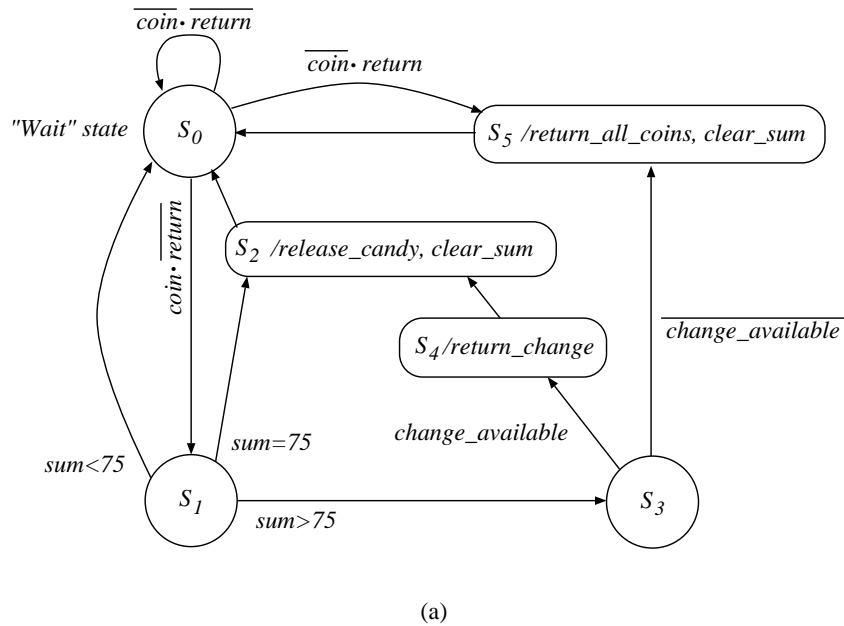 coin • return
coin • return
"Wait" state
S0
S5 /return_all_coins, clear_sum
coin • return
S2 /release_candy, clear_sum
S4 /return_change
change_available
change_available
sum=75
sum<75
S1
sum>75
S3
(a)